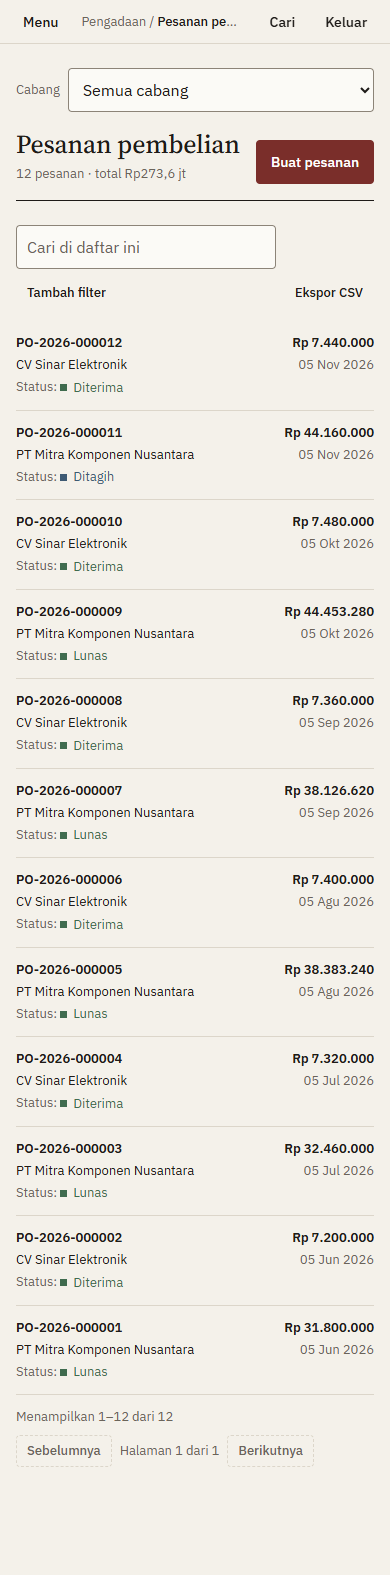 Menu Pengadaan / Pesanan pe... Cari Keluar
Cabang Semua cabang
Pesanan pembelian
12 pesanan · total Rp273,6 jt
Buat pesanan
Cari di daftar ini
Tambah filter Ekspor CSV
PO-2026-000012 Rp 7.440.000
CV Sinar Elektronik 05 Nov 2026
Status: Diterima
PO-2026-000011 Rp 44.160.000
PT Mitra Komponen Nusantara 05 Nov 2026
Status: Ditagih
PO-2026-000010 Rp 7.480.000
CV Sinar Elektronik 05 Okt 2026
Status: Diterima
PO-2026-000009 Rp 44.453.280
PT Mitra Komponen Nusantara 05 Okt 2026
Status: Lunas
PO-2026-000008 Rp 7.360.000
CV Sinar Elektronik 05 Sep 2026
Status: Diterima
PO-2026-000007 Rp 38.126.620
PT Mitra Komponen Nusantara 05 Sep 2026
Status: Lunas
PO-2026-000006 Rp 7.400.000
CV Sinar Elektronik 05 Agu 2026
Status: Diterima
PO-2026-000005 Rp 38.383.240
PT Mitra Komponen Nusantara 05 Agu 2026
Status: Lunas
PO-2026-000004 Rp 7.320.000
CV Sinar Elektronik 05 Jul 2026
Status: Diterima
PO-2026-000003 Rp 32.460.000
PT Mitra Komponen Nusantara 05 Jul 2026
Status: Lunas
PO-2026-000002 Rp 7.200.000
CV Sinar Elektronik 05 Jun 2026
Status: Diterima
PO-2026-000001 Rp 31.800.000
PT Mitra Komponen Nusantara 05 Jun 2026
Status: Lunas
Menampilkan 1–12 dari 12
Sebelumnya Halaman 1 dari 1 Berikutnya